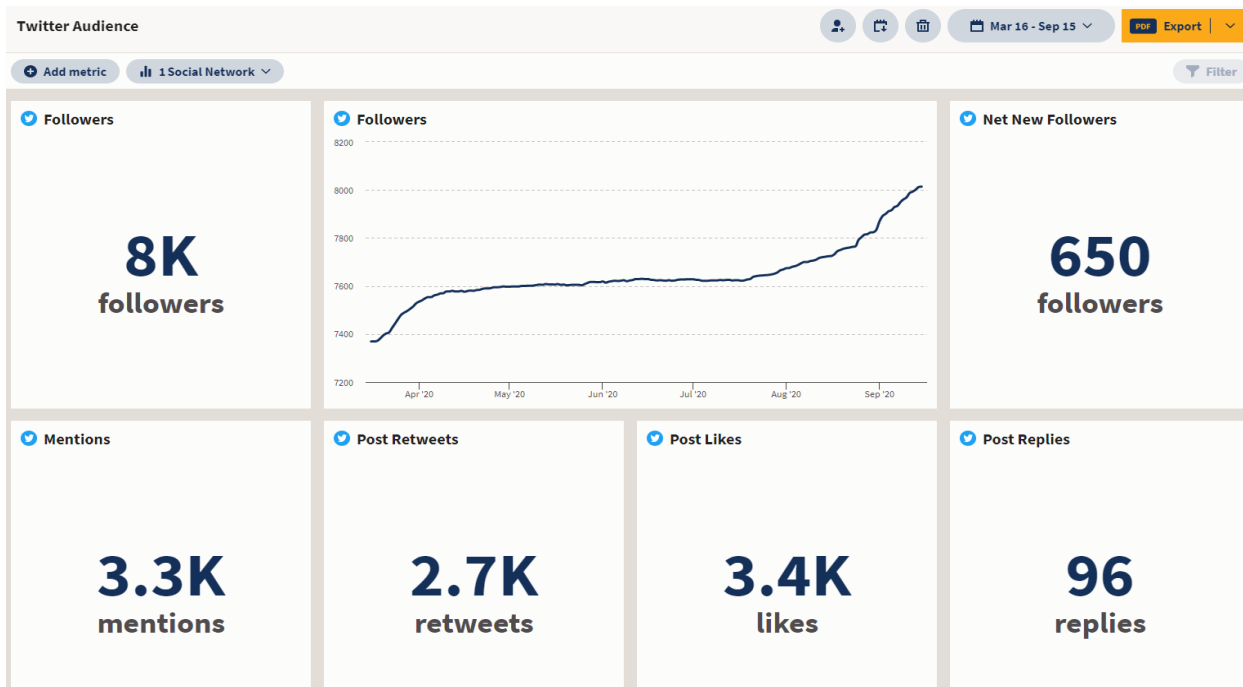 Twitter Audience
Mar 16 - Sep 15
PDF Export
Add metric
1 Social Network
Filter
Followers
8K
followers
Followers
8200
8000
7800
7600
7400
7200
Apr '20 May '20 Jun '20 Jul '20 Aug '20 Sep '20
Net New Followers
650
followers
Mentions
3.3K
mentions
Post Retweets
2.7K
retweets
Post Likes
3.4K
likes
Post Replies
96
replies